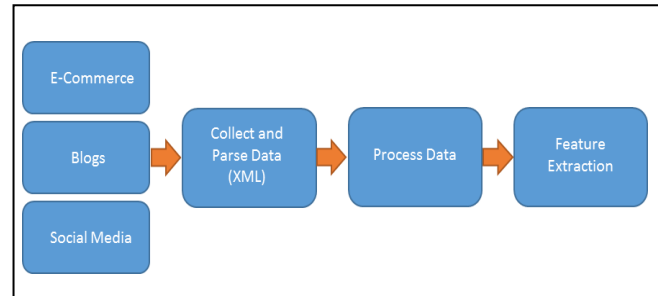 E-Commerce
Blogs
Social Media
Collect and
Parse Data
(XML)
Process Data
Feature
Extraction